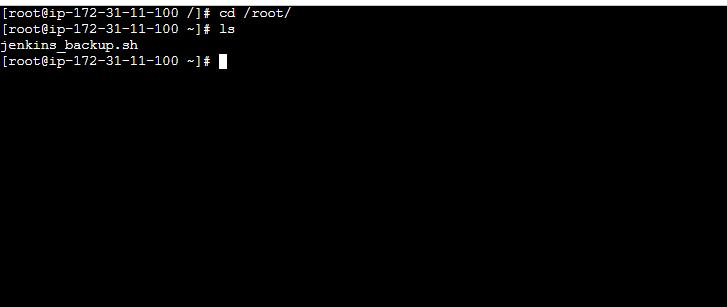 [root@ip-172-31-11-100 /]# cd /root/
[root@ip-172-31-11-100 ~]# ls
jenkins_backup.sh
[root@ip-172-31-11-100 ~]#